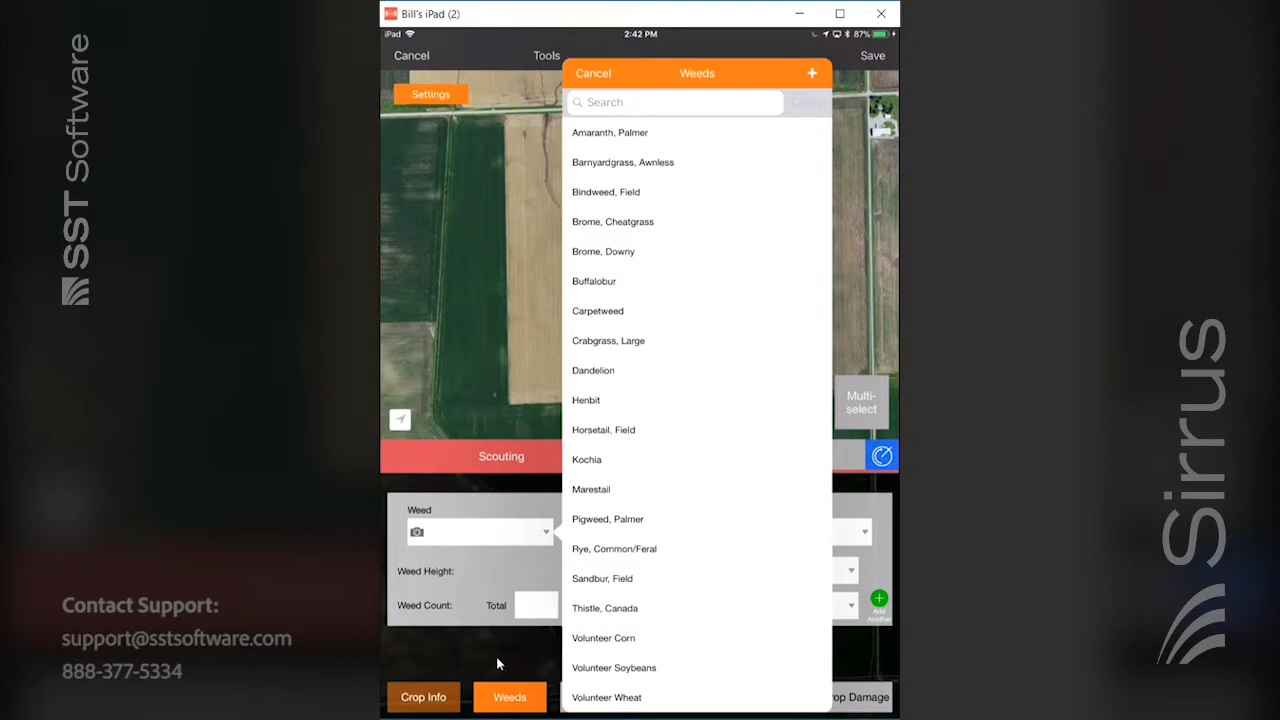 Bill's iPad (2)
iPad
2:42 PM
87%
Cancel
Tools
Save
Settings
Cancel
Weeds
+
Search
Amaranth, Palmer
Barnyardgrass, Awnless
Bindweed, Field
Brome, Cheatgrass
Brome, Downy
Buffalobur
Carpetweed
Crabgrass, Large
Dandelion
Henbit
Horsetail, Field
Kochia
Marestail
Pigweed, Palmer
Rye, Common/Feral
Sandbur, Field
Thistle, Canada
Volunteer Corn
Volunteer Soybeans
Volunteer Wheat
Multi-
select
Scouting
Weed
Weed Height:
Weed Count:
Total
Add
Another
Crop Info
Weeds
rop Damage
SST Software
Contact Support:
support@sstsoftware.com
888-377-5334
Sirrus